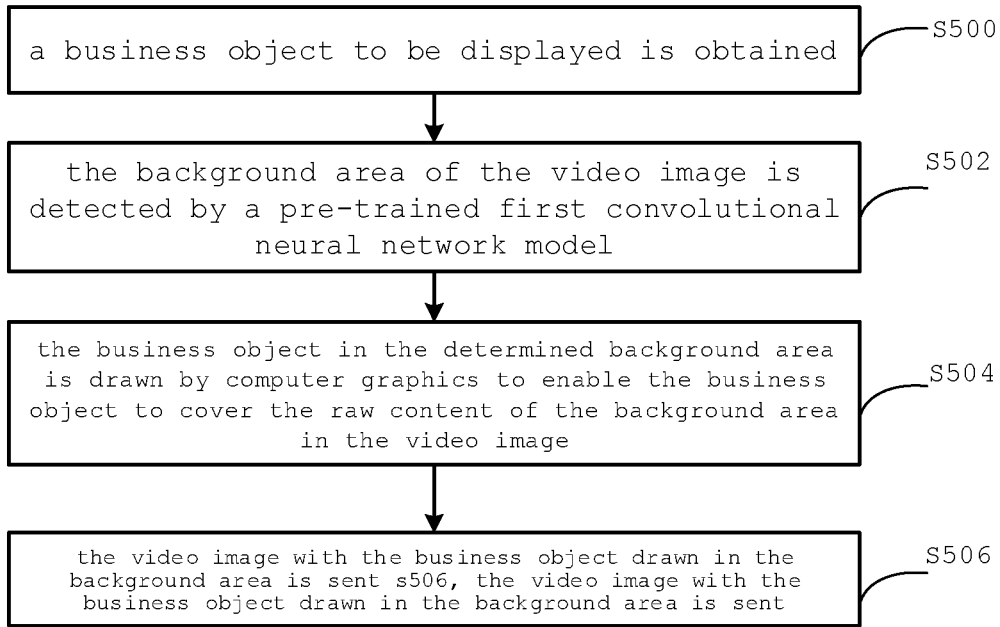 a business object to be displayed is obtained
S500
the background area of the video image is
detected by a pre-trained first convolutional
neural network model
S502
the business object in the determined background area
is drawn by computer graphics to enable the business
object to cover the raw content of the background area
in the video image
S504
the video image with the business object drawn in the
background area is sent s506, the video image with the
business object drawn in the background area is sent
S506